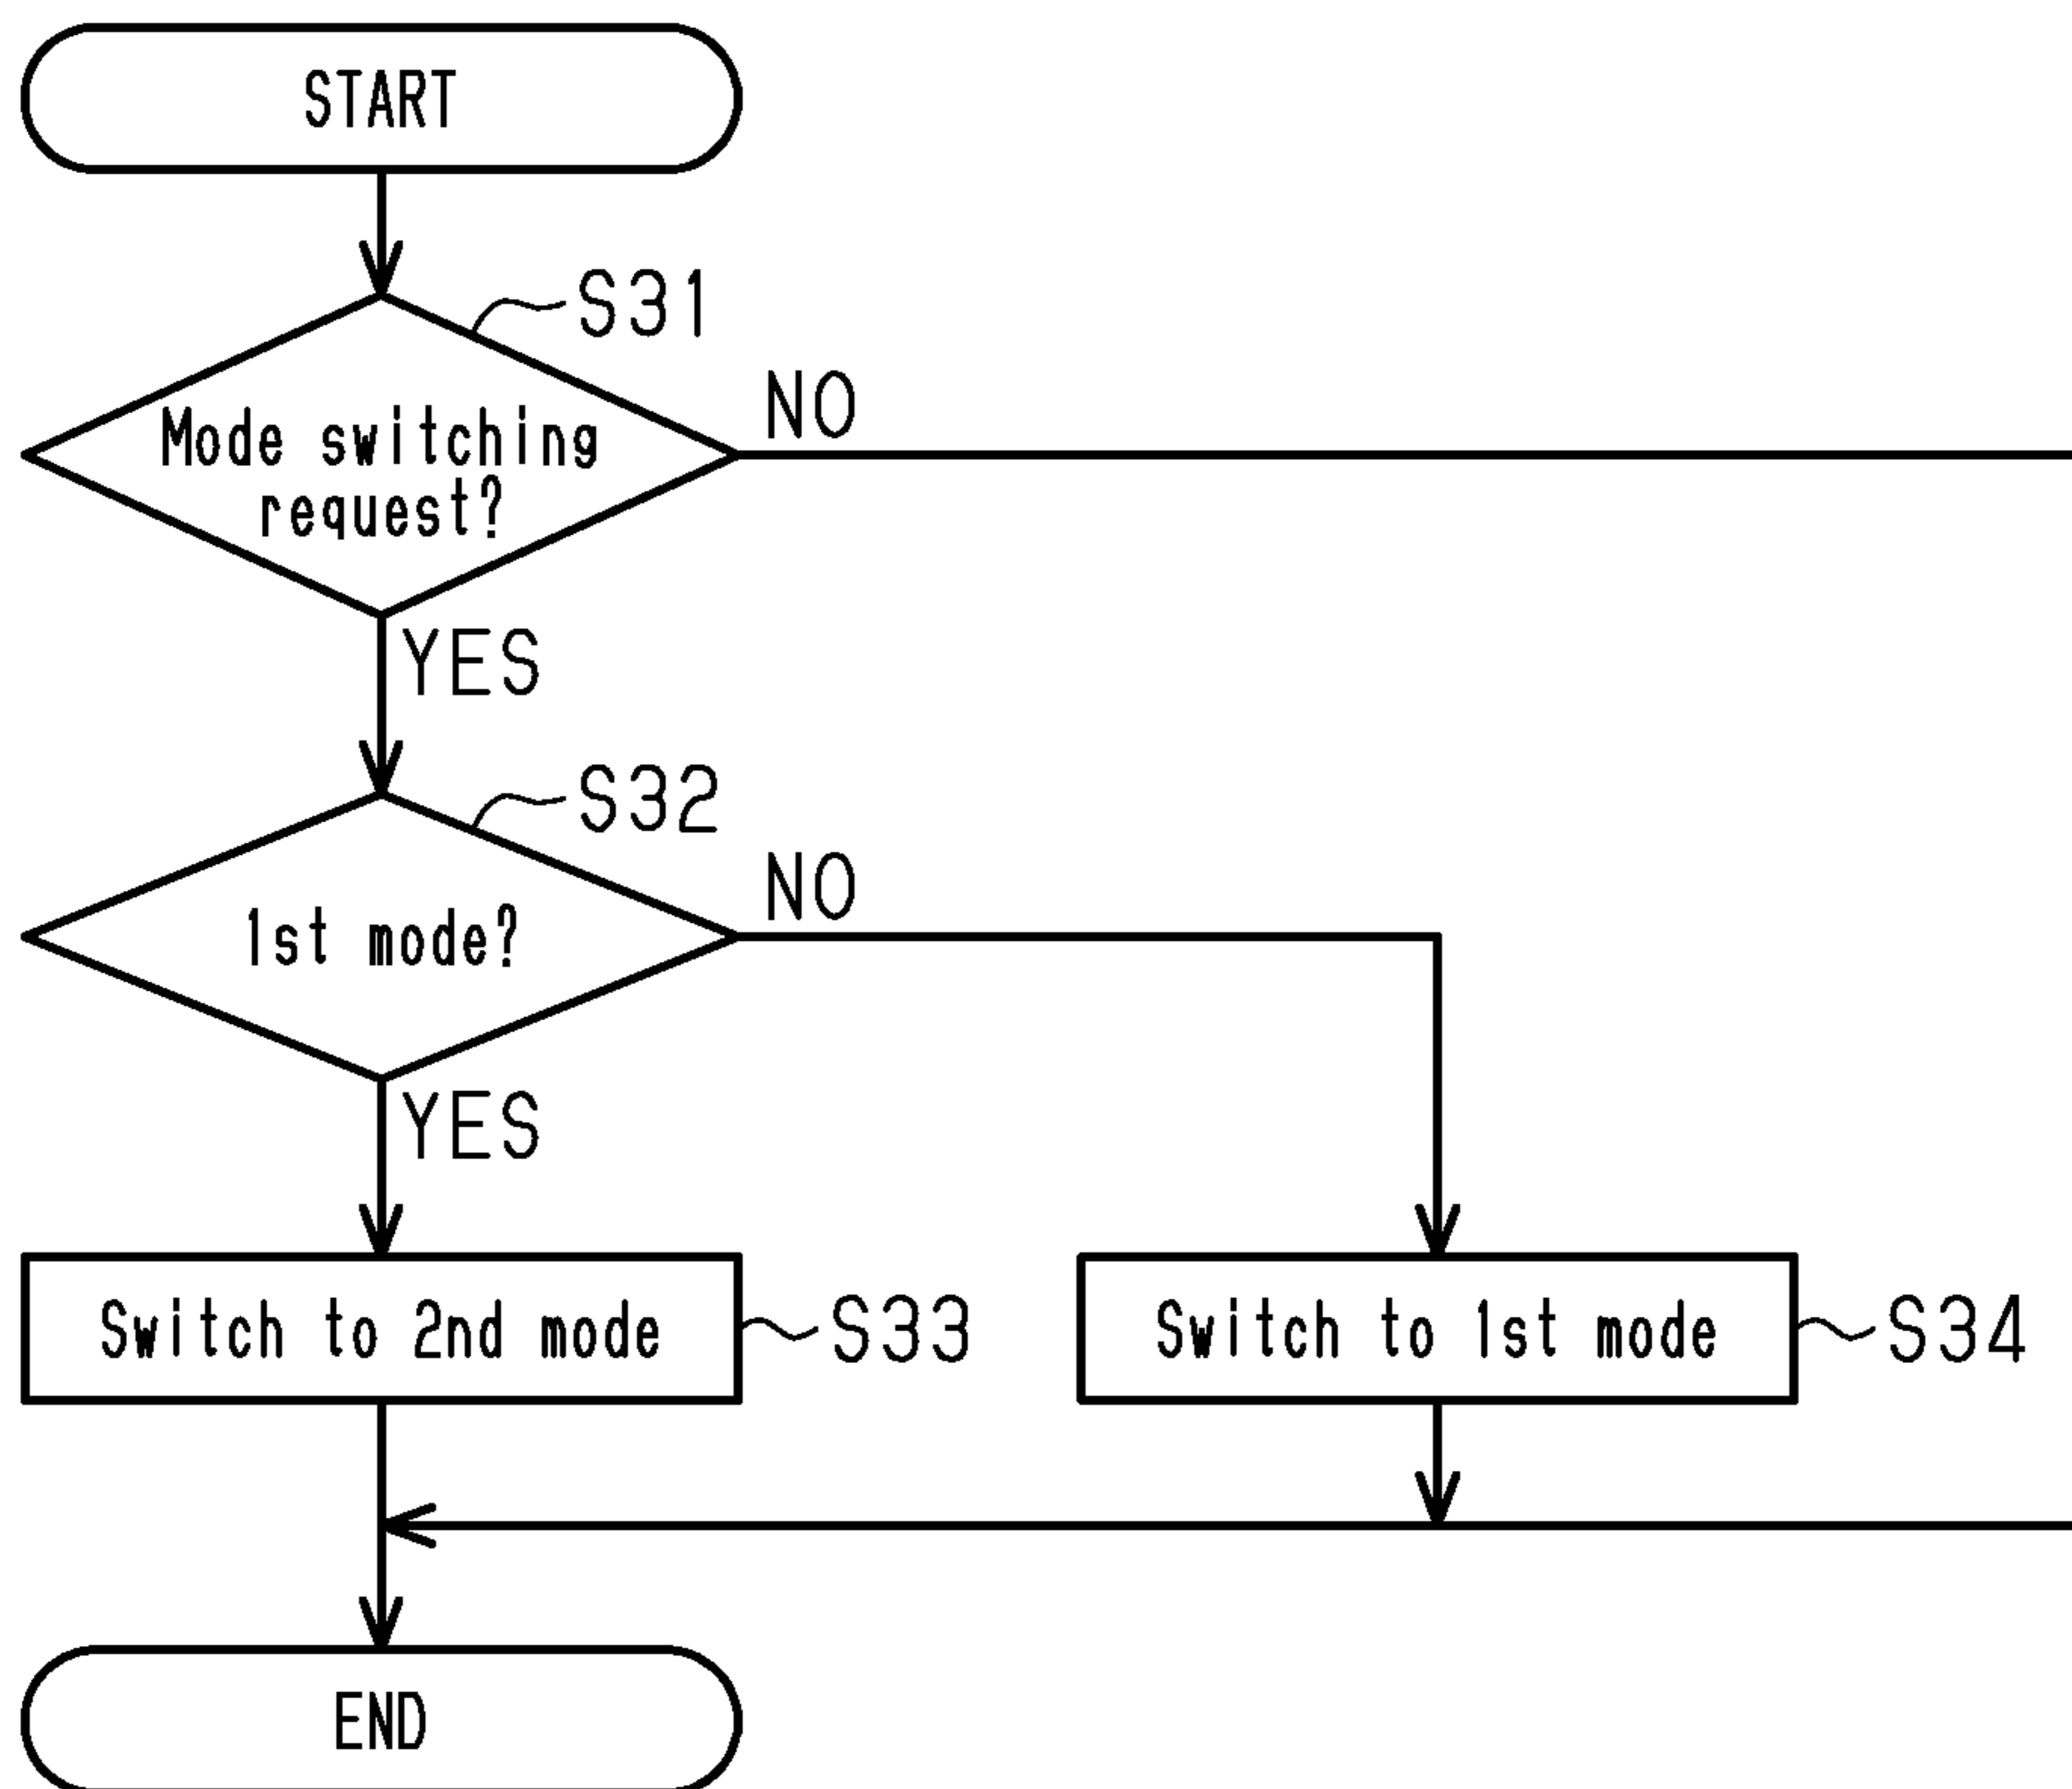 START
S31
NO
Mode switching
request?
YES
S32
NO
1st mode?
YES
Switch to 2nd mode
S33
Switch to 1st mode
S34
END